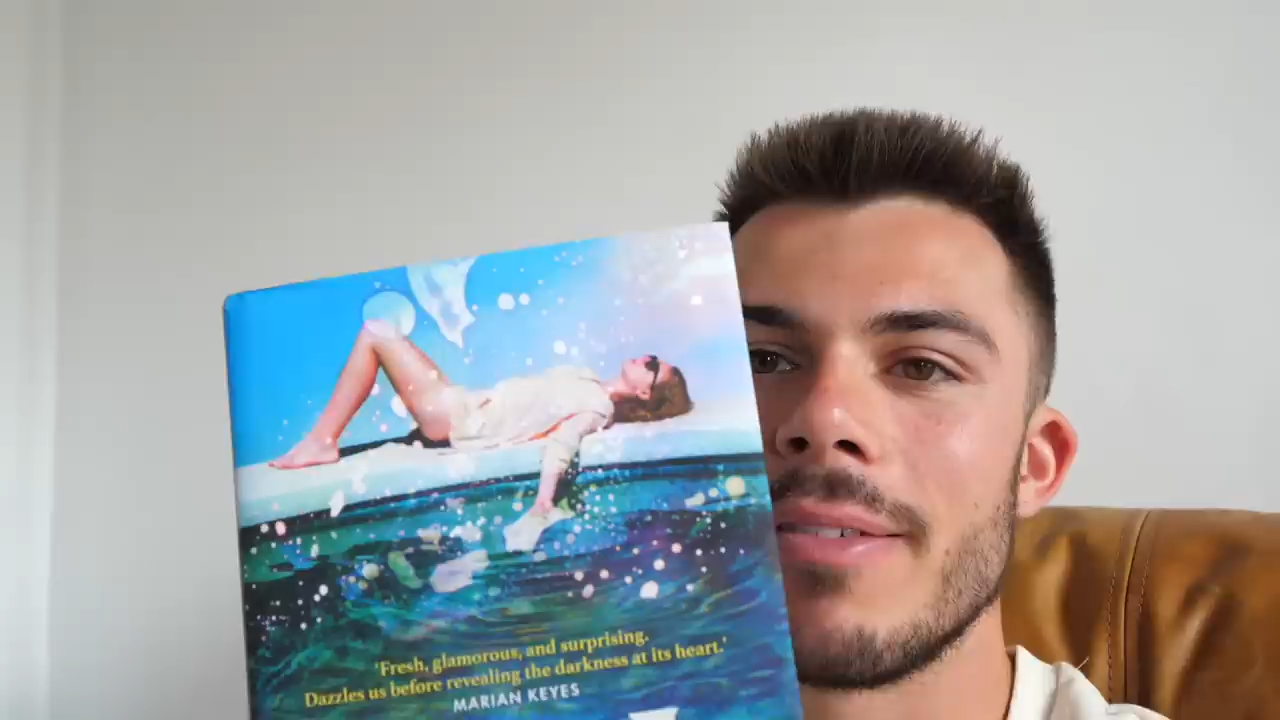 'Fresh, glamorous, and surprising.
Dazzles us before revealing the darkness at its heart.'
MARIAN KEYES